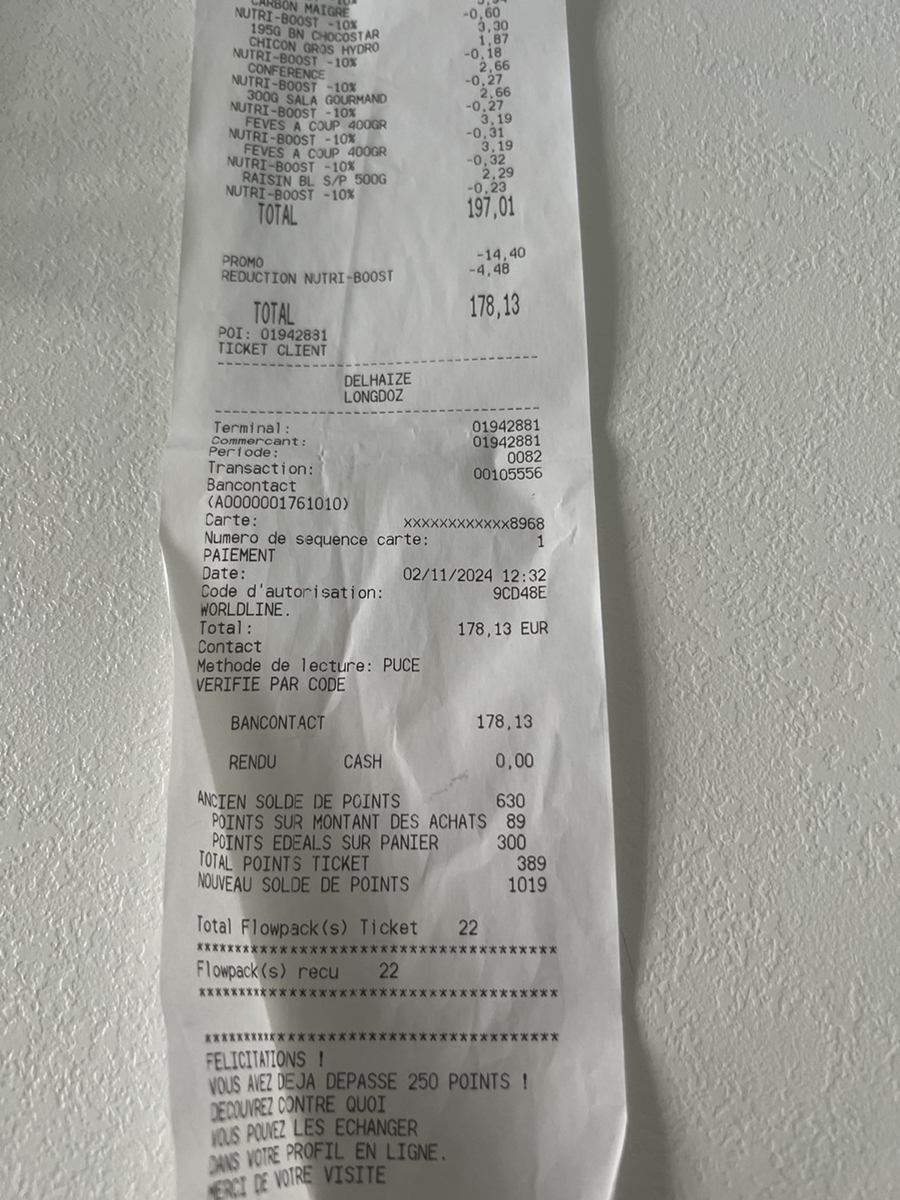 CARBON MAIGRE
NUTRI-BOOST -10% -0,60
195G BN CHOCOSTAR 3,30
CHICON GROS HYDRO 1,87
NUTRI-BOOST -10% -0,18
CONFERENCE 2,66
NUTRI-BOOST -10% -0,27
300G SALA GOURMAND 2,66
NUTRI-BOOST -10% -0,27
FEVES A COUP 400GR 3,19
NUTRI-BOOST -10% -0,31
FEVES A COUP 400GR 3,19
NUTRI-BOOST -10% -0,32
RAISIN BL S/P 500G 2,29
NUTRI-BOOST -10% -0,23
TOTAL 197,01
PROMO -14,40
REDUCTION NUTRI-BOOST -4,48
TOTAL 178,13
POI: 01942881
TICKET CLIENT
----------------------------------------
DELHAIZE
LONGDOZ
----------------------------------------
Terminal: 01942881
Commercant: 01942881
Periode: 0082
Transaction: 00105556
Bancontact
(A0000001761010)
Carte: xxxxxxxxxxxx8968
Numero de sequence carte: 1
PAIEMENT
Date: 02/11/2024 12:32
Code d'autorisation: 9CD48E
WORLDLINE.
Total: 178,13 EUR
Contact
Methode de lecture: PUCE
VERIFIE PAR CODE
BANCONTACT 178,13
RENDU CASH 0,00
ANCIEN SOLDE DE POINTS 630
POINTS SUR MONTANT DES ACHATS 89
POINTS EDEALS SUR PANIER 300
TOTAL POINTS TICKET 389
NOUVEAU SOLDE DE POINTS 1019
Total Flowpack(s) Ticket 22
****************************************
Flowpack(s) recu 22
****************************************
****************************************
FELICITATIONS !
VOUS AVEZ DEJA DEPASSE 250 POINTS !
DECOUVREZ CONTRE QUOI
VOUS POUVEZ LES ECHANGER
DANS VOTRE PROFIL EN LIGNE.
MERCI DE VOTRE VISITE